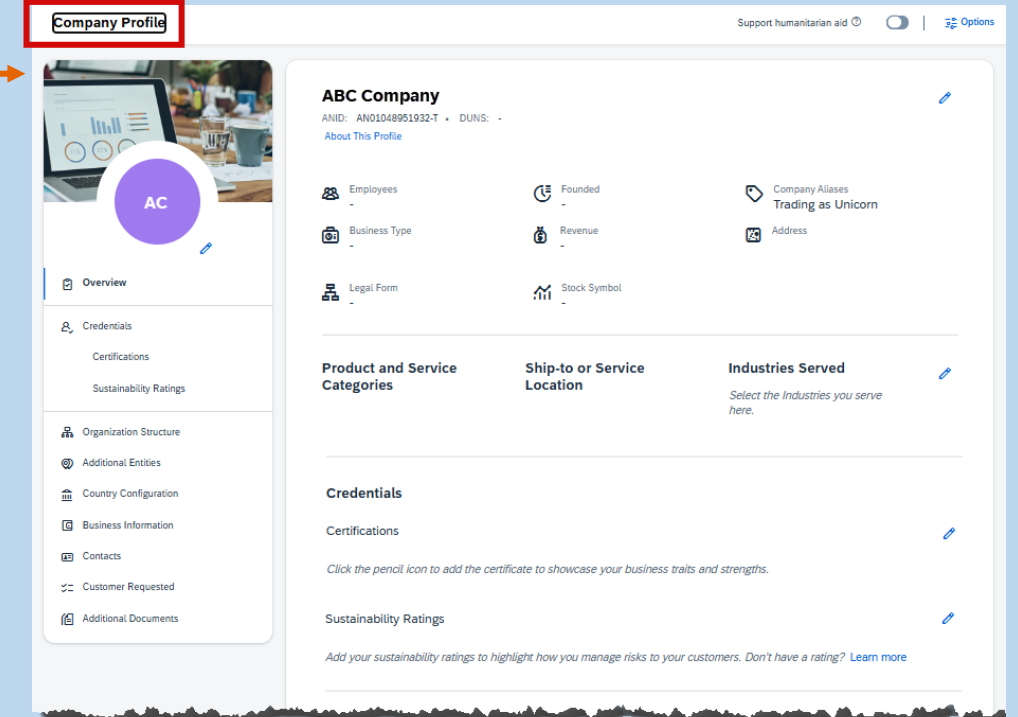 Company Profile
Support humanitarian aid
Options
AC
Overview
Credentials
Certifications
Sustainability Ratings
Organization Structure
Additional Entities
Country Configuration
Business Information
Contacts
Customer Requested
Additional Documents
ABC Company
ANID: AN01048951932-T • DUNS: -
About This Profile
Employees
-
Founded
-
Company Aliases
Trading as Unicorn
Business Type
-
Revenue
-
Address
Legal Form
-
Stock Symbol
-
Product and Service
Categories
Ship-to or Service
Location
Industries Served
Select the Industries you serve
here.
Credentials
Certifications
Click the pencil icon to add the certificate to showcase your business traits and strengths.
Sustainability Ratings
Add your sustainability ratings to highlight how you manage risks to your customers. Don't have a rating? Learn more